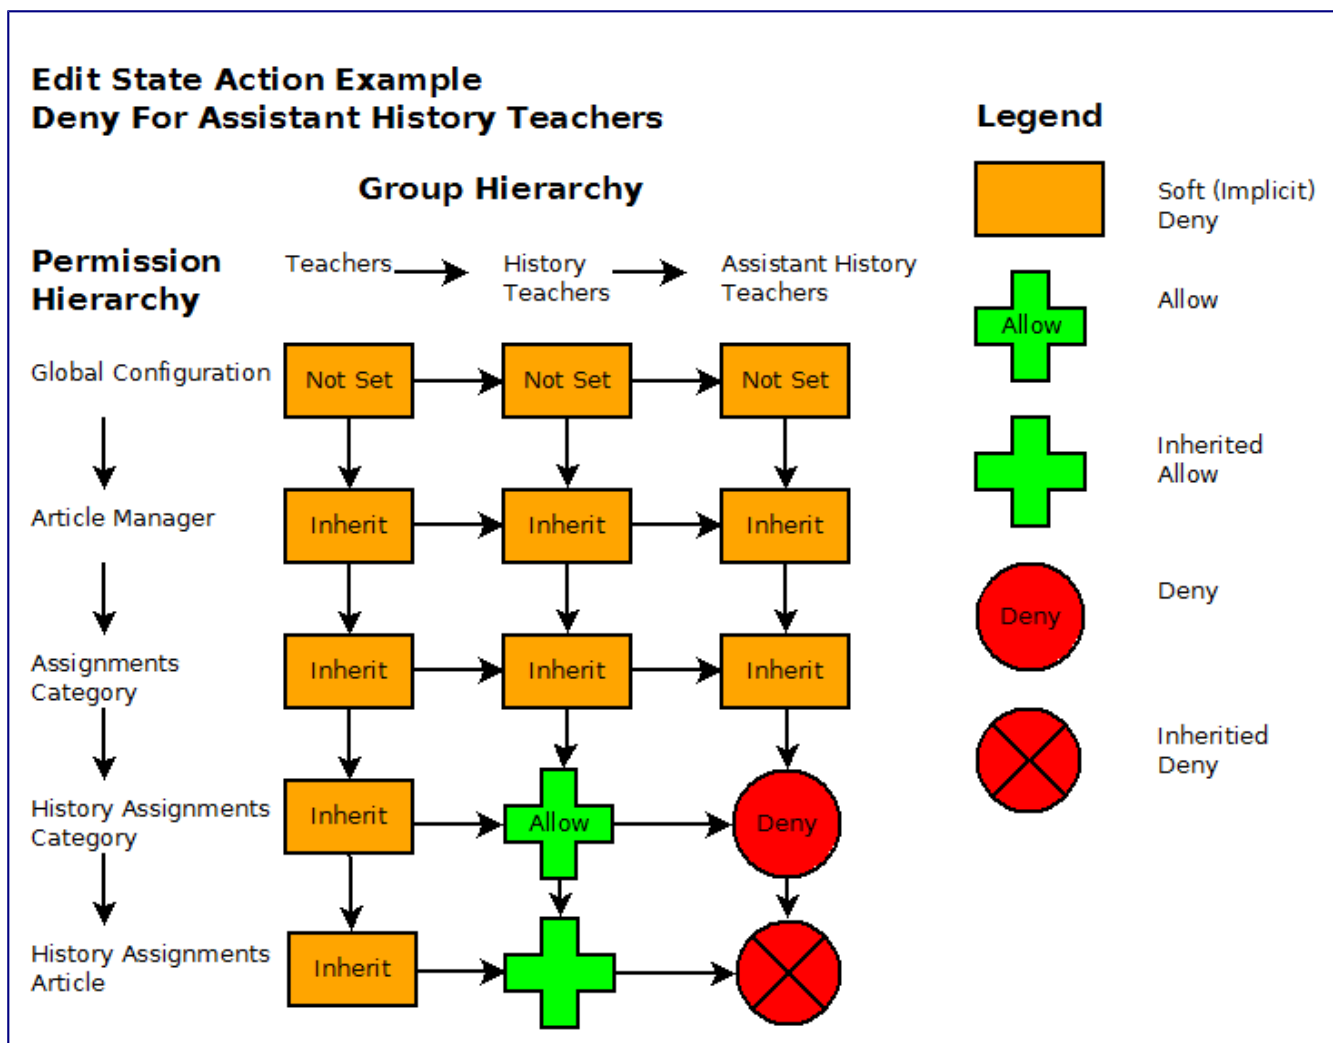 Edit State Action Example
Deny For Assistant History Teachers
Group Hierarchy
Permission
Hierarchy
Teachers
History
Teachers
Assistant History
Teachers
Global Configuration
Not Set
Not Set
Not Set
Article Manager
Inherit
Inherit
Inherit
Assignments
Category
Inherit
Inherit
Inherit
History Assignments
Category
Inherit
Allow
Deny
History Assignments
Article
Inherit
Legend
Soft (Implicit)
Deny
Allow
Allow
Inherited
Allow
Deny
Deny
Inheritied
Deny